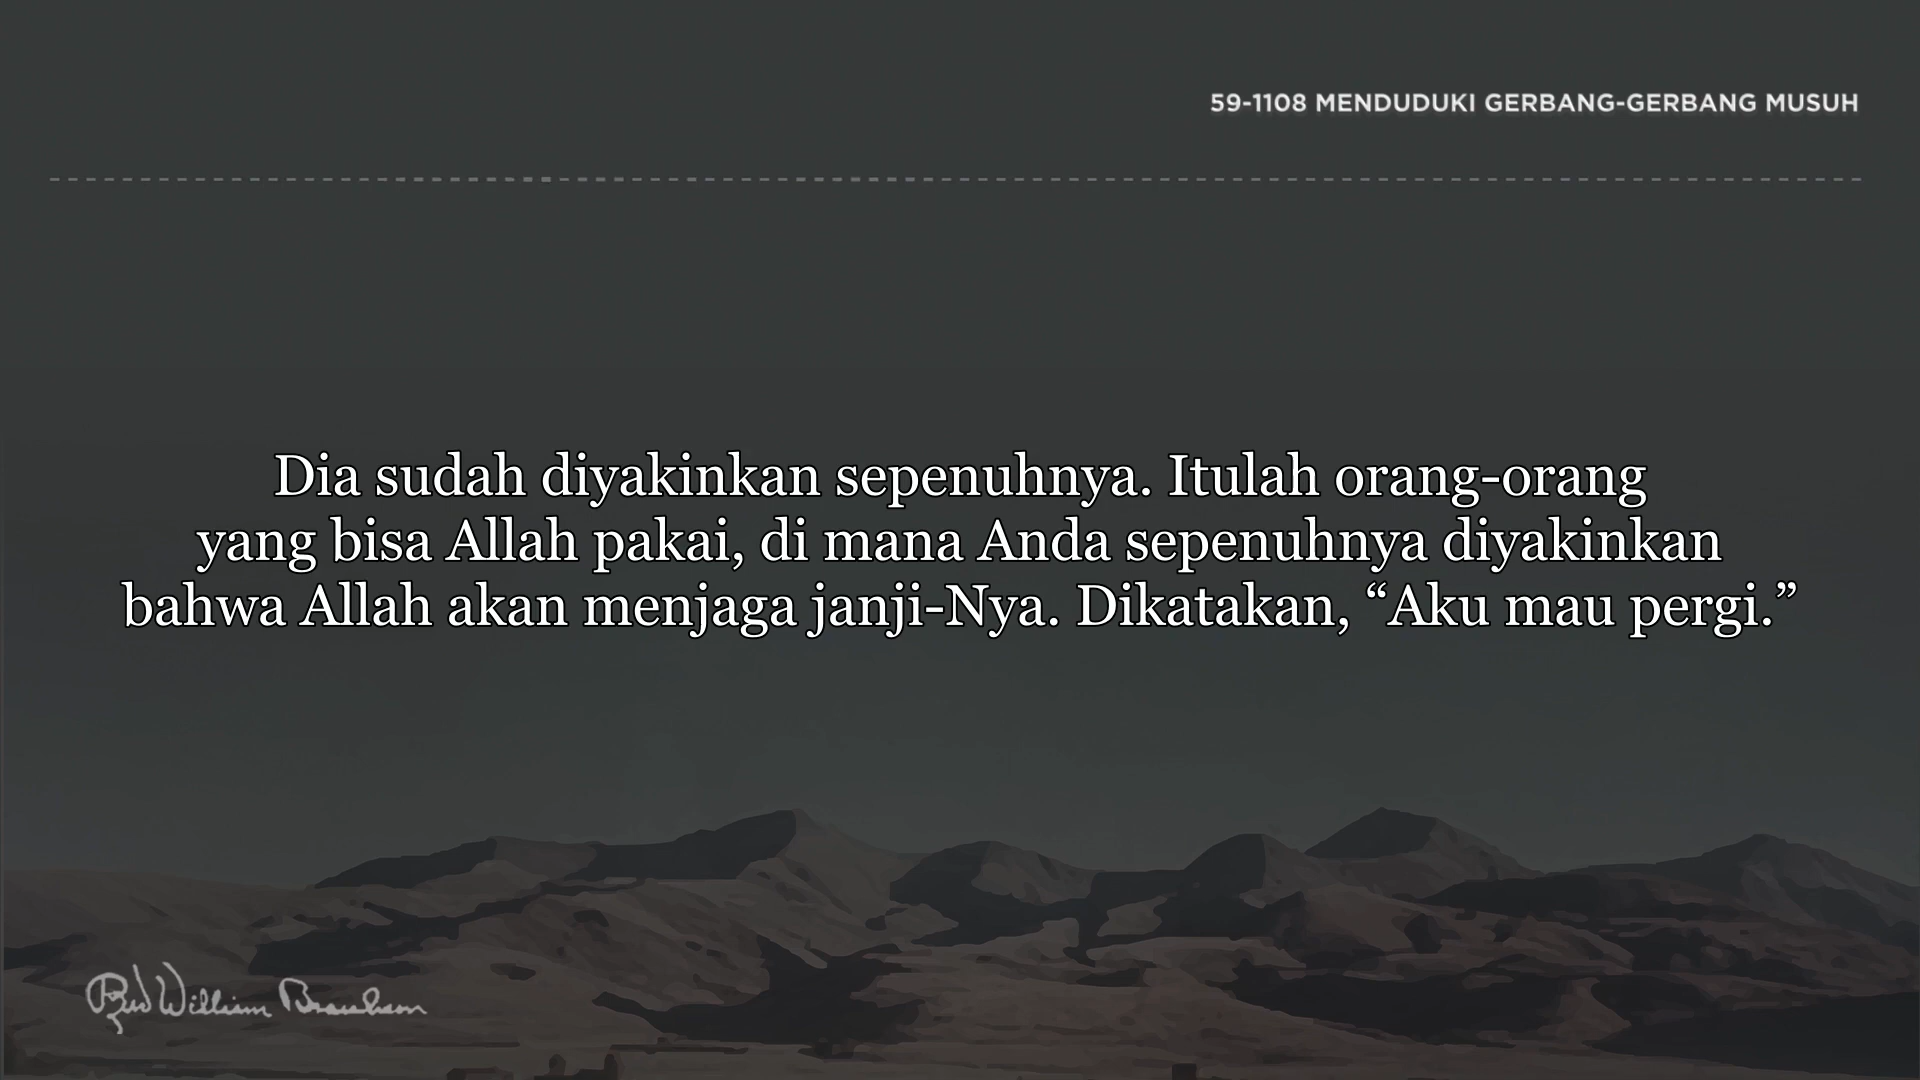 59-1108 MENDUDUKI GERBANG-GERBANG MUSUH
Dia sudah diyakinkan sepenuhnya. Itulah orang-orang
yang bisa Allah pakai, di mana Anda sepenuhnya diyakinkan
bahwa Allah akan menjaga janji-Nya. Dikatakan, “Aku mau pergi.”
Rev William Branham